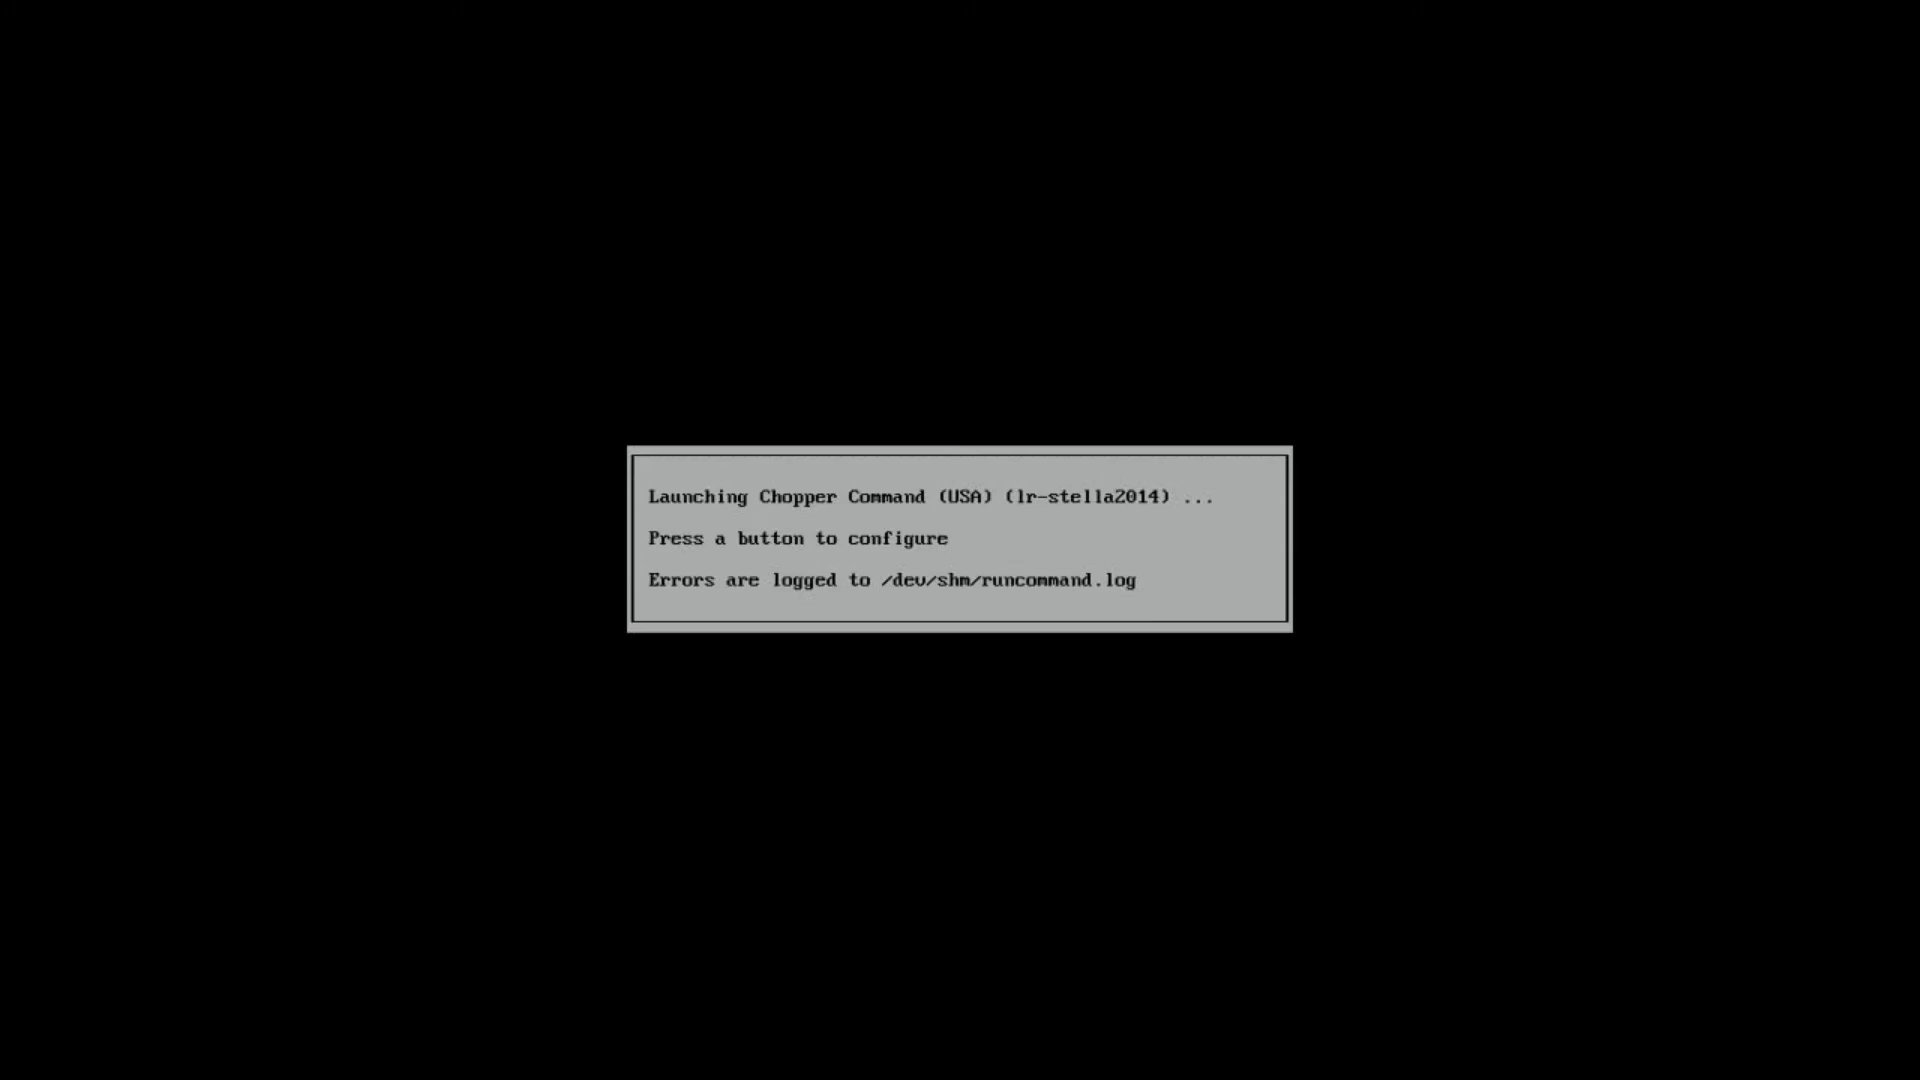 Launching Chopper Command (USA) (lr-stella2014) ...
Press a button to configure
Errors are logged to /dev/shm/runcommand.log